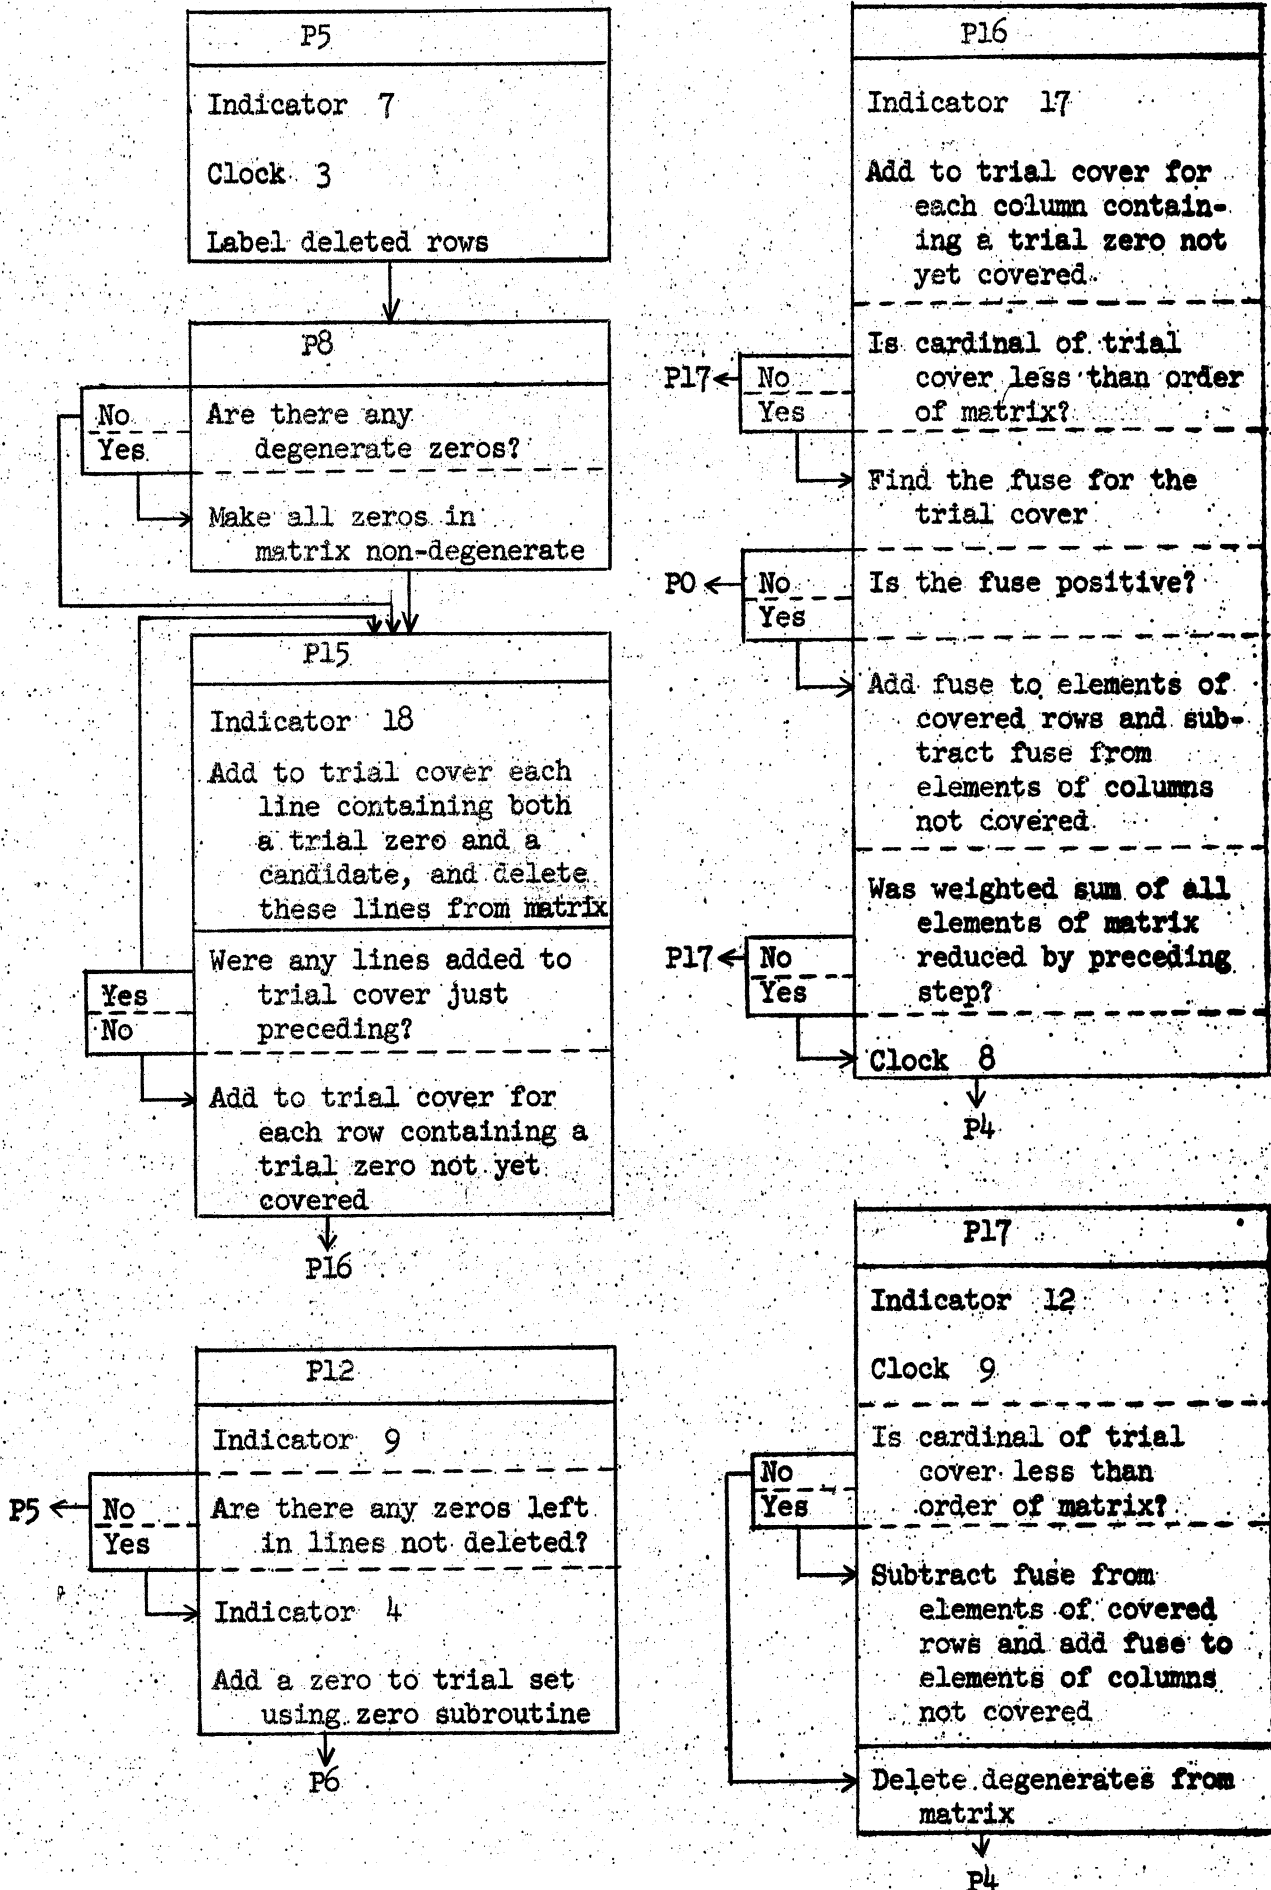 P5
Indicator 7
Clock 3
Label deleted rows
P8
No
Yes
Are there any
degenerate zeros?
Make all zeros in
matrix non-degenerate
P15
Indicator 18
Add to trial cover each
line containing both
a trial zero and a
candidate, and delete
these lines from matrix
Yes
No
Were any lines added to
trial cover just
preceding?
Add to trial cover for
each row containing a
trial zero not yet
covered
P16
P12
Indicator 9
P5
No
Yes
Are there any zeros left
in lines not deleted?
Indicator 4
Add a zero to trial set
using zero subroutine
P6
P16
Indicator 17
Add to trial cover for
each column contain-
ing a trial zero not
yet covered
P17
No
Yes
Is cardinal of trial
cover less than order
of matrix?
Find the fuse for the
trial cover
P0
No
Yes
Is the fuse positive?
Add fuse to elements of
covered rows and sub-
tract fuse from
elements of columns
not covered
P17
No
Yes
Was weighted sum of all
elements of matrix
reduced by preceding
step?
Clock 8
P4
P17
Indicator 12
Clock 9
No
Yes
Is cardinal of trial
cover less than
order of matrix?
Subtract fuse from
elements of covered
rows and add fuse to
elements of columns
not covered
Delete degenerates from
matrix
P4